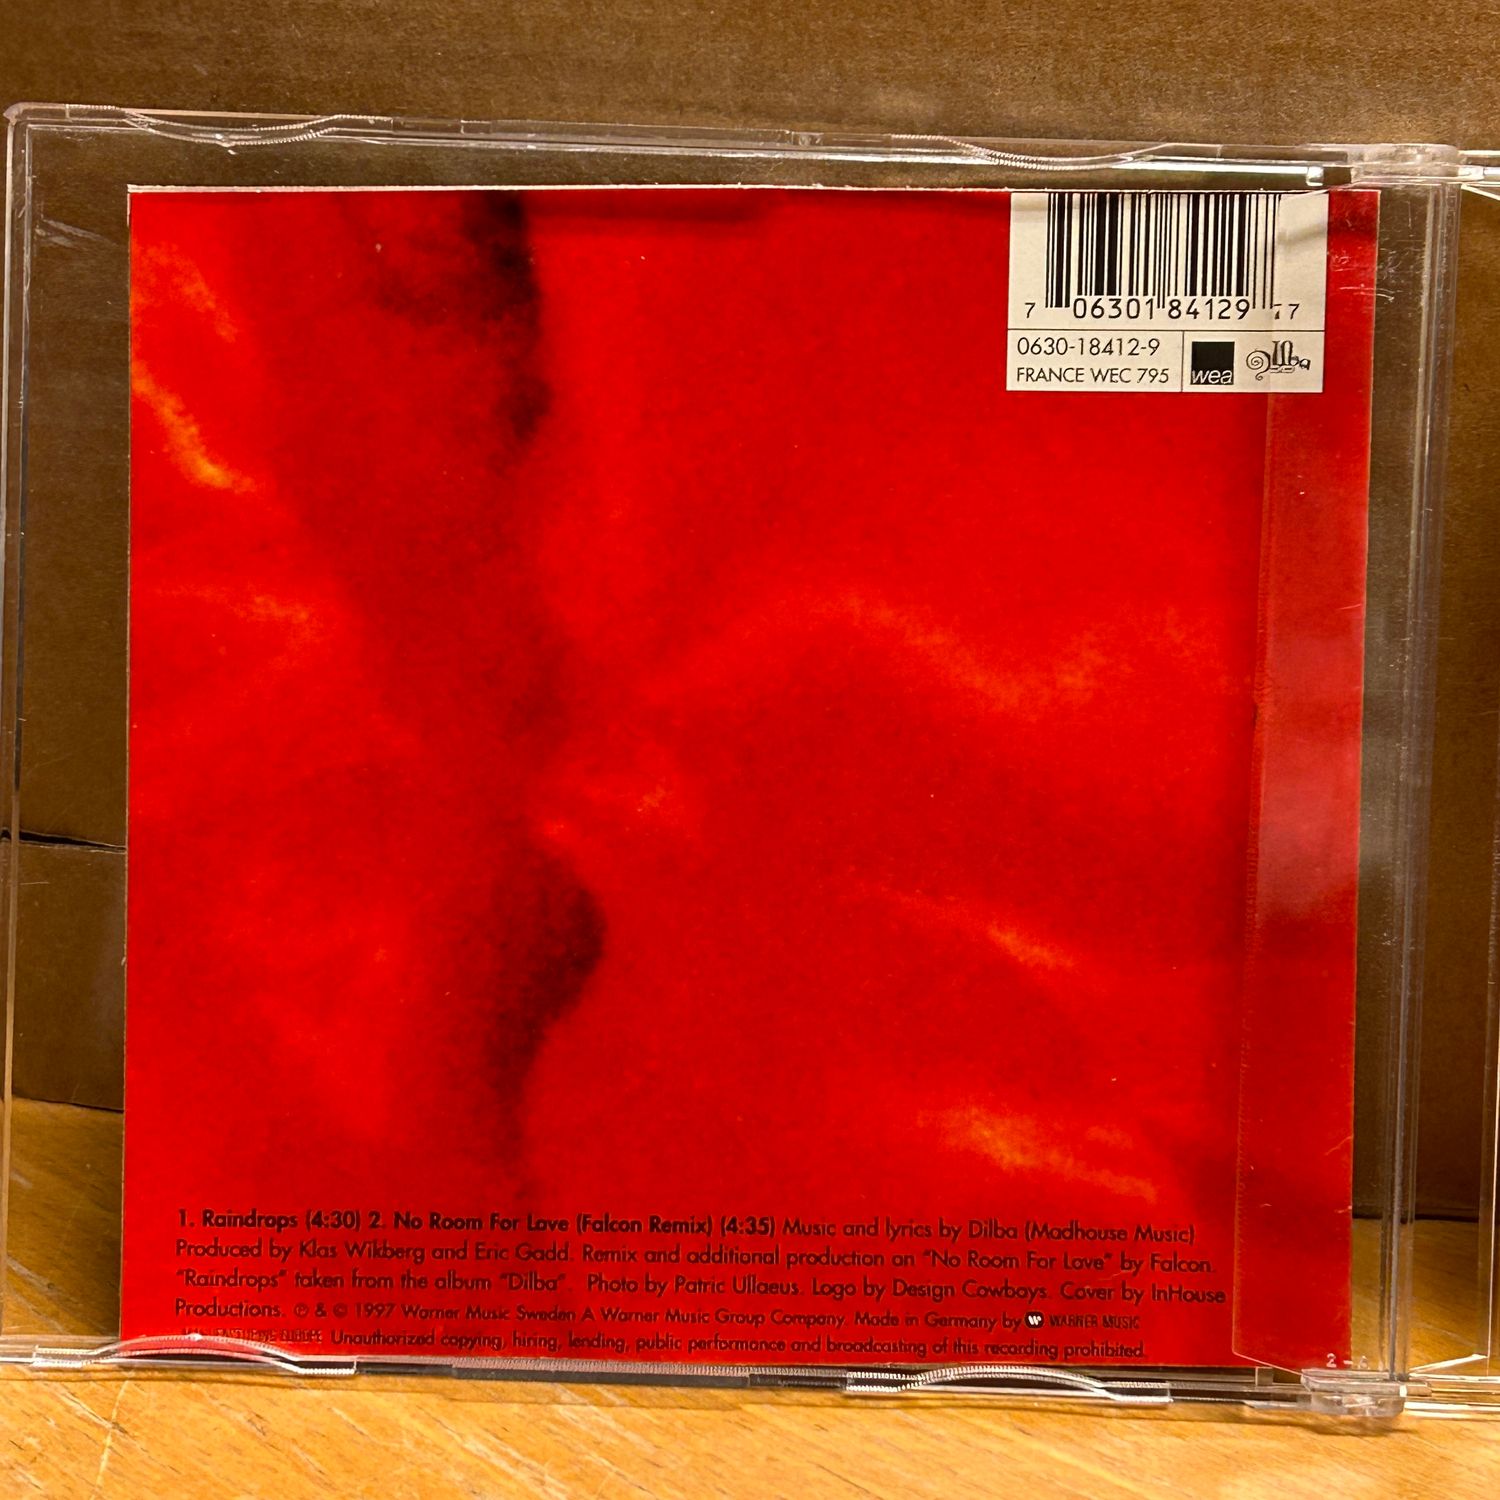 7 06301 84129 77
0630-18412-9
FRANCE WEC 795
wea
Dilba
1. Raindrops (4:30) 2. No Room For Love (Falcon Remix) (4:35) Music and lyrics by Dilba (Madhouse Music)
Produced by Klas Wikberg and Eric Gadd. Remix and additional production on "No Room For Love" by Falcon.
"Raindrops" taken from the album "Dilba". Photo by Patric Ullaeus. Logo by Design Cowboys. Cover by InHouse
Productions. ℗ & © 1997 Warner Music Sweden A Warner Music Group Company. Made in Germany by WARNER MUSIC
MANUFACTURING EUROPE. Unauthorized copying, hiring, lending, public performance and broadcasting of this recording prohibited.